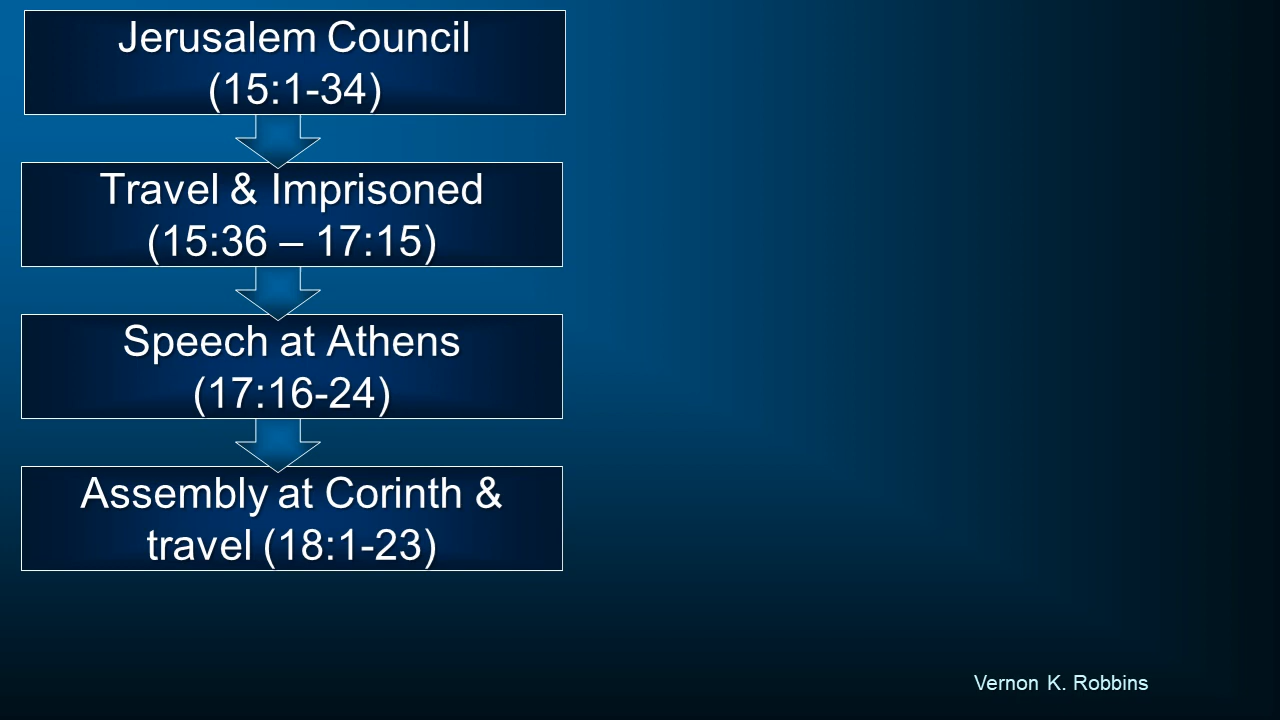 Jerusalem Council
(15:1-34)
Travel & Imprisoned
(15:36 – 17:15)
Speech at Athens
(17:16-24)
Assembly at Corinth &
travel (18:1-23)
Vernon K. Robbins